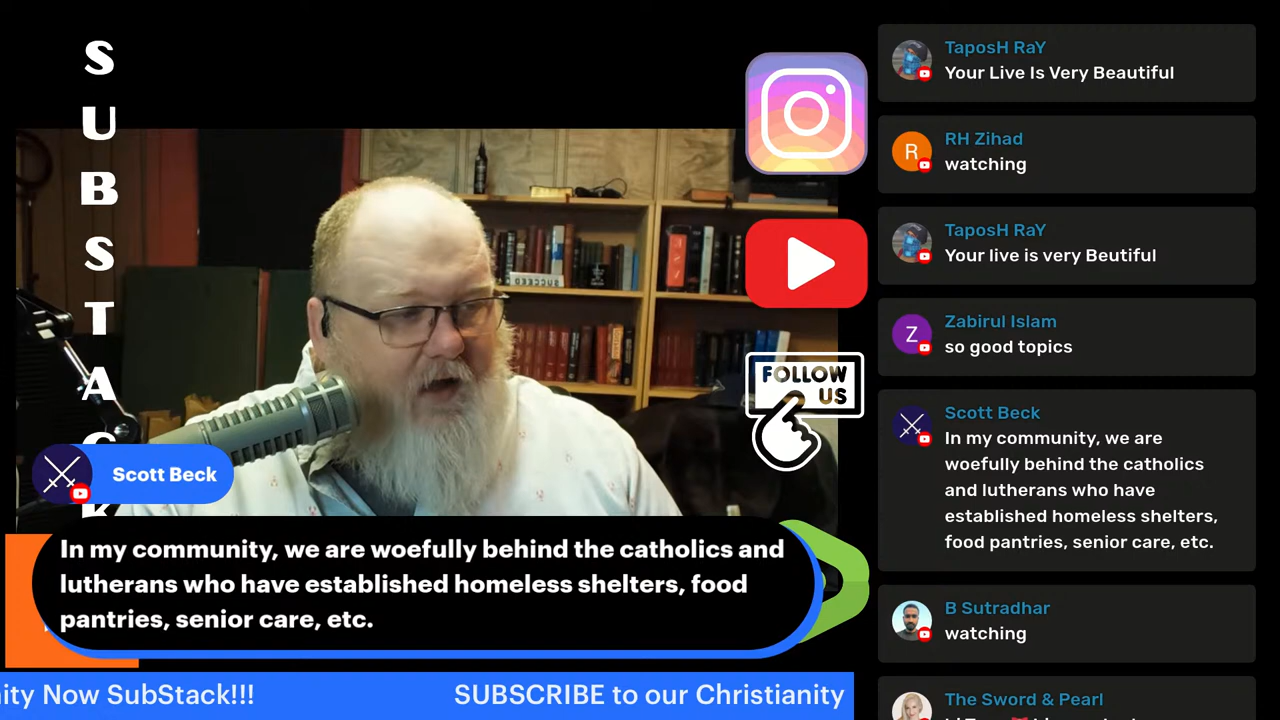 SUBSTACK
SUCCEED
FOLLOW
US
Scott Beck
In my community, we are woefully behind the catholics and
lutherans who have established homeless shelters, food
pantries, senior care, etc.
nity Now SubStack!!!
SUBSCRIBE to our Christianity
TaposH RaY
Your Live Is Very Beautiful
R
RH Zihad
watching
TaposH RaY
Your live is very Beutiful
Z
Zabirul Islam
so good topics
Scott Beck
In my community, we are
woefully behind the catholics
and lutherans who have
established homeless shelters,
food pantries, senior care, etc.
B Sutradhar
watching
The Sword & Pearl